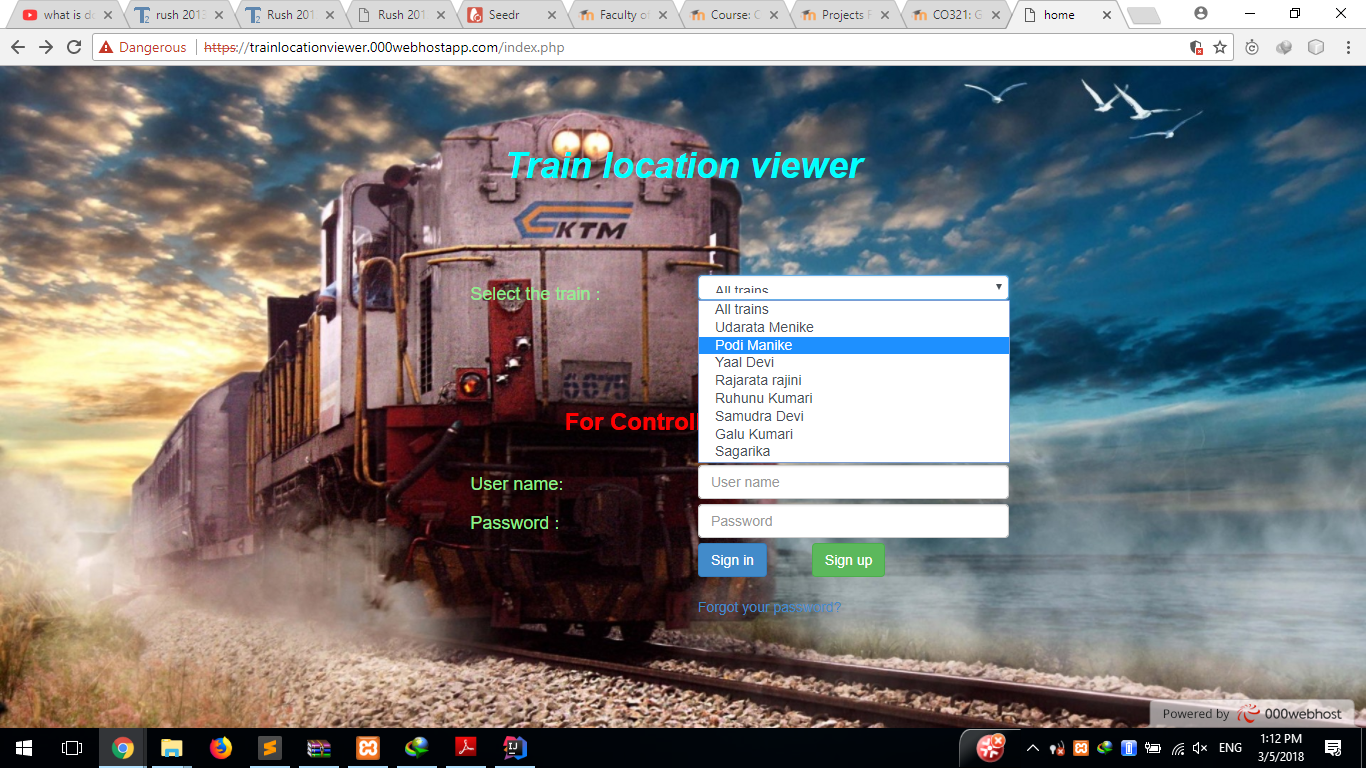 what is d
rush 2013
Rush 201
Rush 201
Seedr
Faculty of
Course: C
Projects F
CO321: G
home
Dangerous https://trainlocationviewer.000webhostapp.com/index.php
Train location viewer
KTM
Select the train :
All trains
All trains
Udarata Menike
Podi Manike
Yaal Devi
Rajarata rajini
Ruhunu Kumari
Samudra Devi
Galu Kumari
Sagarika
6675
For Control
User name:
User name
Password :
Password
Sign in
Sign up
Forgot your password?
Powered by 000webhost
ENG
1:12 PM
3/5/2018